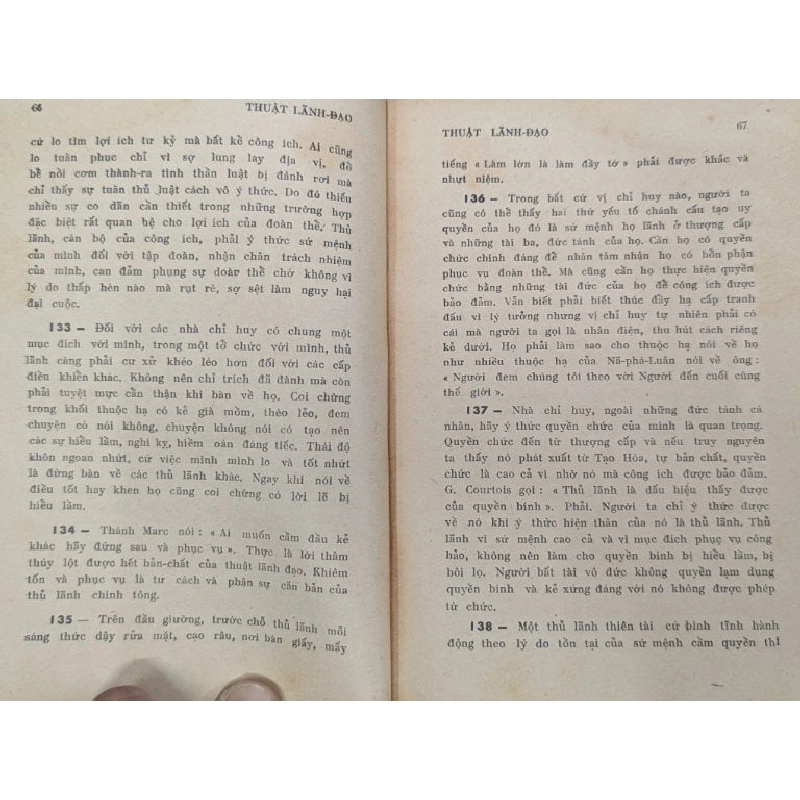 66
THUẬT LÃNH-ĐẠO
cứ lo tìm lợi ích tư kỷ mà bất kề công ích. Ai cũng
lo tuân phục chỉ vì sự lung lay địa vị, đồ
bề nồi cơm thành-ra tinh thần luật bị đánh rơi mà
chỉ thấy sự tuân thủ luật cách vô ý thức. Do đó thiếu
nhiều sự co dãn cần thiết trong những trường hợp
đặc biệt rất quan hệ cho lợi ích của đoàn thề. Thủ
lãnh, cán bộ của công ích, phải ý thức sứ mệnh
của mình đối với tập đoàn, nhận chân trách nhiệm
của mình, can đảm phụng sự đoàn thề chớ không vì
lý do thấp hèn nào mà rụt rè, sợ sệt làm nguy hại
đại cuộc.
133 — Đối với các nhà chỉ huy có chung một
mục đích với mình, trong một tổ chức với mình, thủ
lãnh càng phải cư xử khéo léo hơn đối với các cấp
điều khiển khác. Không nên chỉ trích đã đành mà còn
phải tuyệt mực cẩn thận khi bàn về họ. Coi chừng
trong khối thuộc hạ có kẻ già mồm, théo lẻo, đem
chuyện có nói không, chuyện không nói có tạo nên
các sự hiểu lầm, nghi kỵ, hiềm oán đáng tiếc. Thái độ
khôn ngoan nhứt, cứ việc mình mình lo và tốt nhứt
là đừng bàn về các thủ lãnh khác. Ngay khi nói về
điều tốt hay khen họ cũng coi chừng có lời lẽ bị
hiểu lầm.
134 — Thánh Marc nói : « Ai muốn cầm đầu kẻ
khác hãy đứng sau và phục vụ ». Thực là lời thâm
thúy lột được hết bản-chất của thuật lãnh đạo, Khiêm
tốn và phục vụ là tư cách và phận sự căn bản của
thủ lãnh chính tông.
135 — Trên đầu giường, trước chỗ thủ lãnh mỗi
sáng thức dậy rửa mặt, cạo râu, nơi bàn giấy, mấy
THUẬT LÃNH-ĐẠO
67
tiếng « Làm lớn là làm đầy tớ » phải được khắc và
nhựt niệm.
136 — Trong bất cứ vị chỉ huy nào, người ta
cũng có thể thấy hai thứ yếu tố chánh cấu tạo uy
quyền của họ đó là sứ mệnh họ lãnh ở thượng cấp
và những tài ba, đức tánh của họ. Cần họ có quyền
chức chính đáng để nhân tâm nhận họ có bồn phận
phục vụ đoàn thề. Mà cũng cần họ thực hiện quyền
chức bằng những tài đức của họ để công ích được
bảo đảm. Vẫn biết phải biết thúc đẩy hạ cấp tranh
đấu vì lý tưởng nhưng vị chỉ huy tự nhiên phải có
cái mà người ta gọi là nhân điện, thu hút cách riêng
kẻ dưới. Họ phải làm sao cho thuộc hạ nói về họ
như nhiều thuộc hạ của Nã-phá-Luân nói về ông :
« Người đem chúng tôi theo với Người đến cuối cùng
thế giới ».
137 — Nhà chỉ huy, ngoài những đức tánh cá
nhân, hãy ý thức quyền chức của mình là quan trọng.
Quyền chức đến từ thượng cấp và nếu truy nguyên
ta thấy nó phát xuất từ Tạo Hóa, tự bản chất, quyền
chức là cao cả vì nhờ nó mà công ích được bảo đảm.
G. Courtois gọi : « Thủ lãnh là dấu hiệu thấy được
của quyền bính ». Phải. Người ta chỉ ý thức được
về nó khi ý thức hiện thân của nó là thủ lãnh. Thủ
lãnh vì sứ mệnh cao cả và vì mục đích phục vụ công
hảo, không nên làm cho quyền bính bị hiểu lầm, bị
bôi lọ. Người bất tài vô đức không quyền lạm dụng
quyền bính và kẻ xứng đáng với nó không được phép
từ chức.
138 — Một thủ lãnh thiên tài cứ bình tĩnh hành
động theo lý do tồn tại của sứ mệnh cầm quyền thì